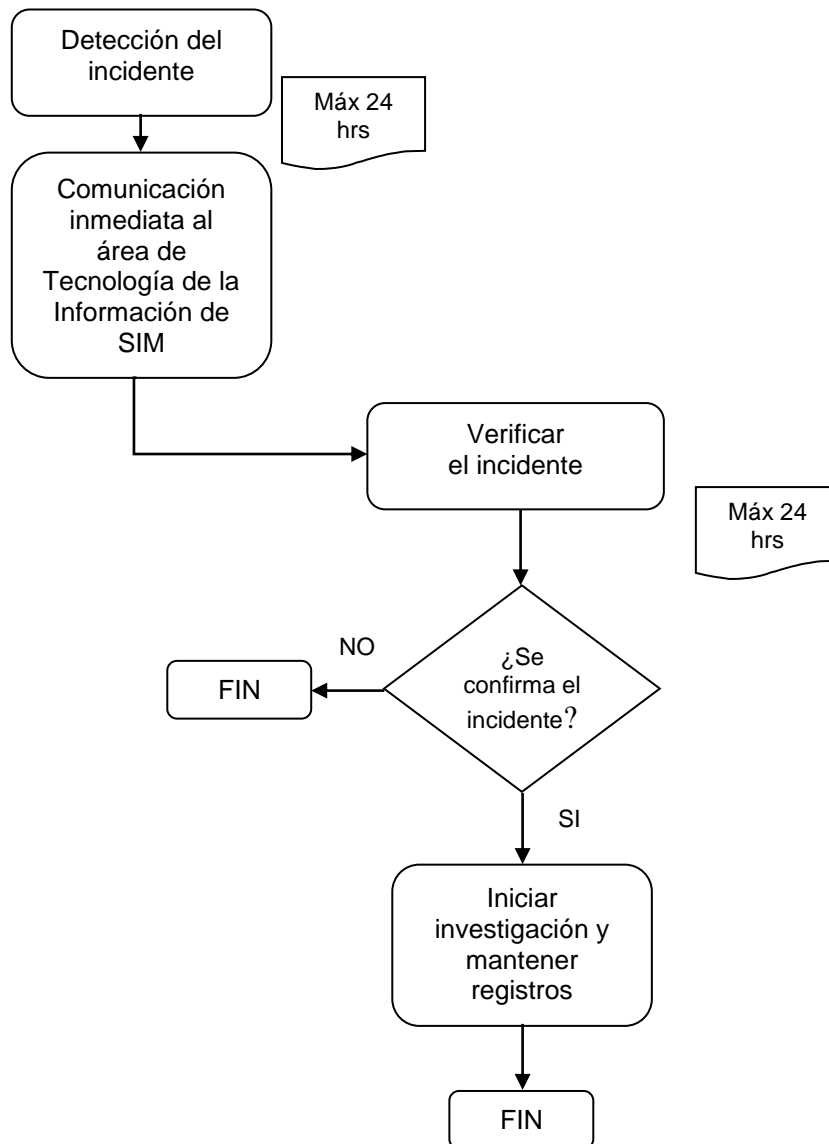 Detección del
incidente
Máx 24
hrs
Comunicación
inmediata al
área de
Tecnología de la
Información de
SIM
Verificar
el incidente
Máx 24
hrs
¿Se
confirma el
incidente?
NO
FIN
SI
Iniciar
investigación y
mantener
registros
FIN